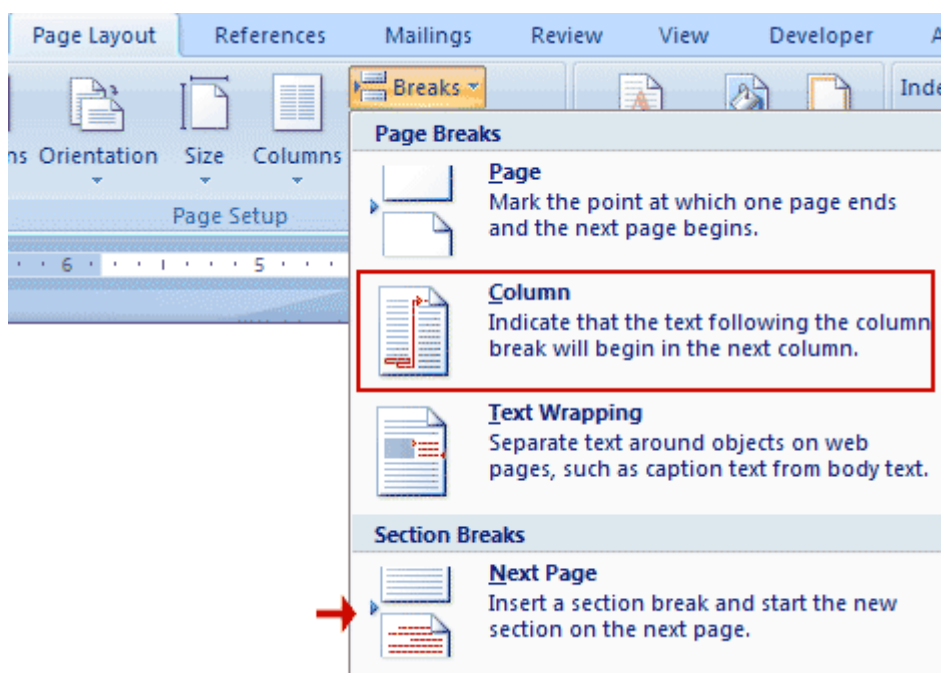 Page Layout References Mailings Review View Developer A
Breaks
Inde
ns Orientation Size Columns
Page Setup
6 5
Page Breaks
Page
Mark the point at which one page ends
and the next page begins.
Column
Indicate that the text following the column
break will begin in the next column.
Text Wrapping
Separate text around objects on web
pages, such as caption text from body text.
Section Breaks
Next Page
Insert a section break and start the new
section on the next page.